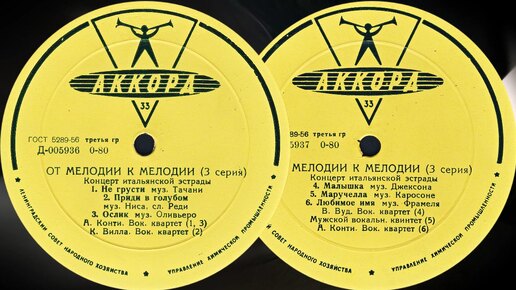 АККОРД
33
ГОСТ 5289-56 третья гр
Д-005936 0-80
ОТ МЕЛОДИИ К МЕЛОДИИ (3 серия)
Концерт итальянской эстрады
1. Не грусти муз. Тачани
2. Приди в голубом
муз. Ниса. сл. Реди
3. Ослик муз. Оливьеро
А. Конти. Вок. квартет (1, 3)
К. Вилла. Вок. квартет (2)
ЛЕНИНГРАДСКИЙ СОВЕТ НАРОДНОГО ХОЗЯЙСТВА
УПРАВЛЕНИЕ ХИМИЧЕСКОЙ ПРОМЫШЛЕННОСТИ
АККОРД
33
5289-56 третья гр
5937 0-80
МЕЛОДИИ К МЕЛОДИИ (3 серия)
Концерт итальянской эстрады
4. Малышка муз. Джексона
5. Маручелла муз. Каросоне
6. Любимое имя муз. Фрамеля
В. Вуд. Вок. квартет (4)
Мужской вокальн. квинтет (5)
А. Конти. Вок. квартет (6)
СОВЕТ НАРОДНОГО ХОЗЯЙСТВА
УПРАВЛЕНИЕ ХИМИЧЕСКОЙ ПРОМЫШЛЕННОСТИ